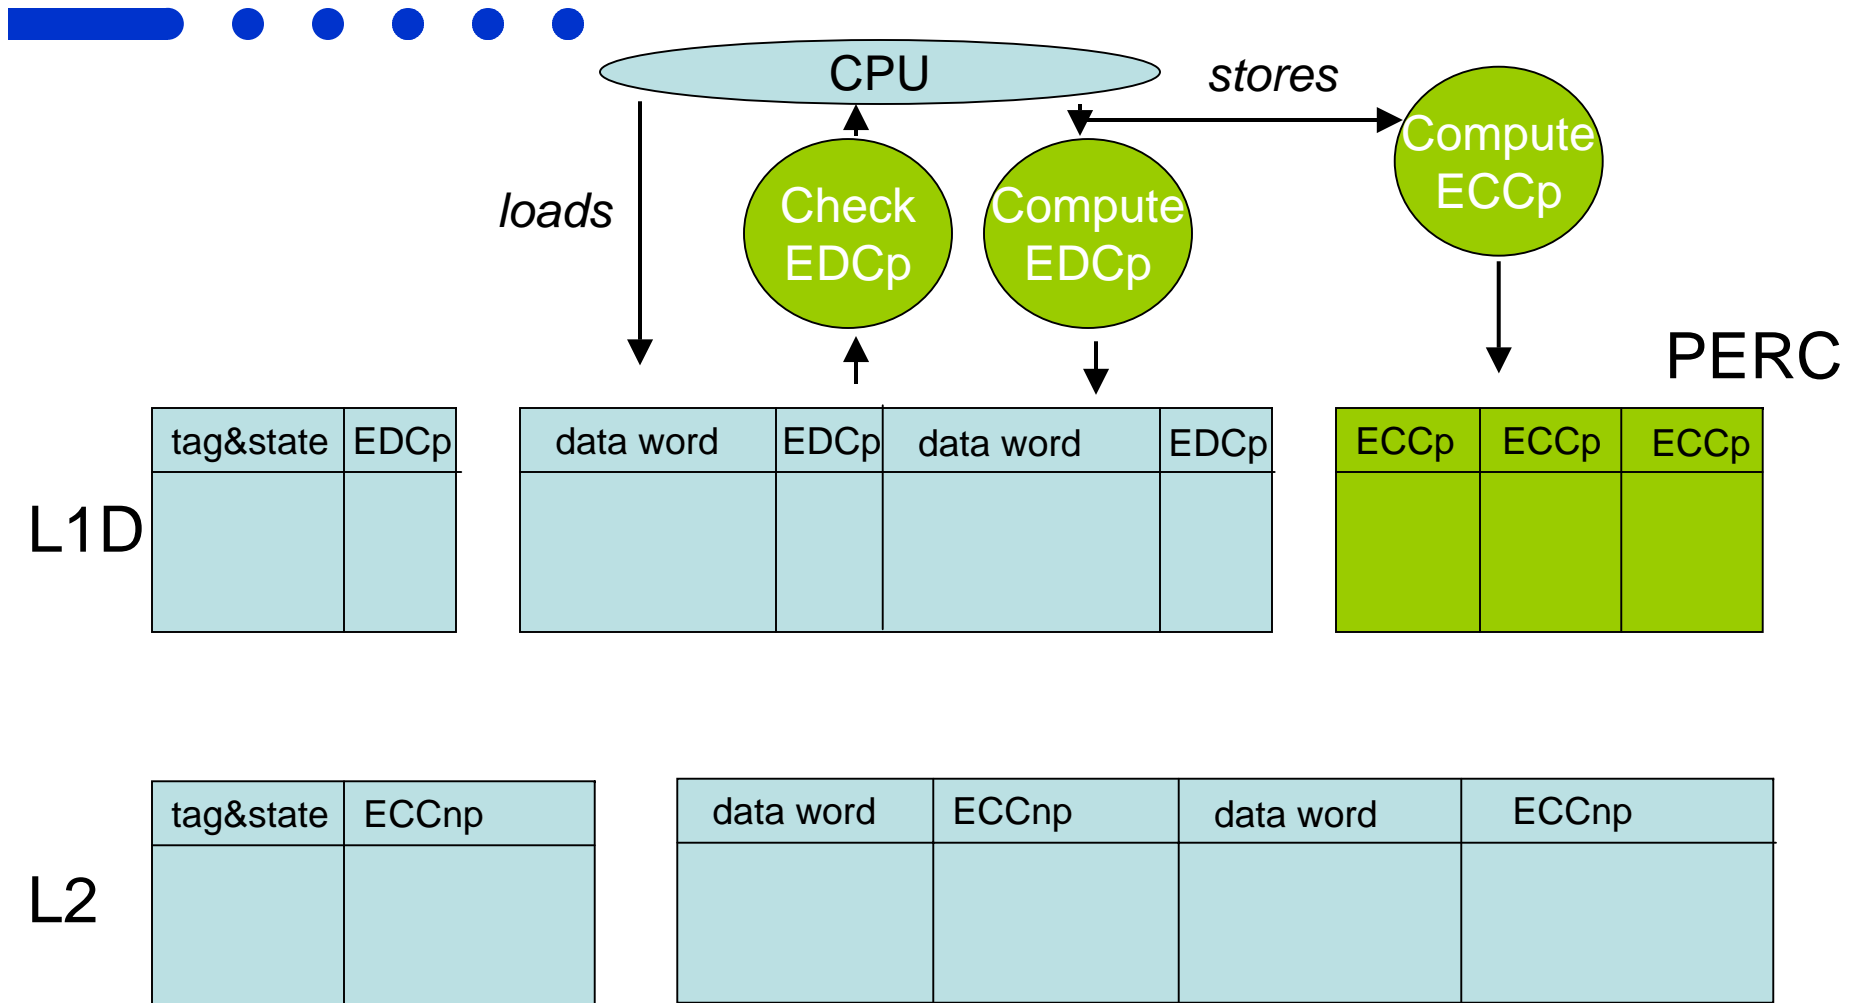 CPU
stores
Compute
ECCp
loads
Check
EDCp
Compute
EDCp
PERC
tag&state EDCp data word EDCp data word EDCp ECCp ECCp ECCp
L1D
tag&state ECCnp data word ECCnp data word ECCnp
L2